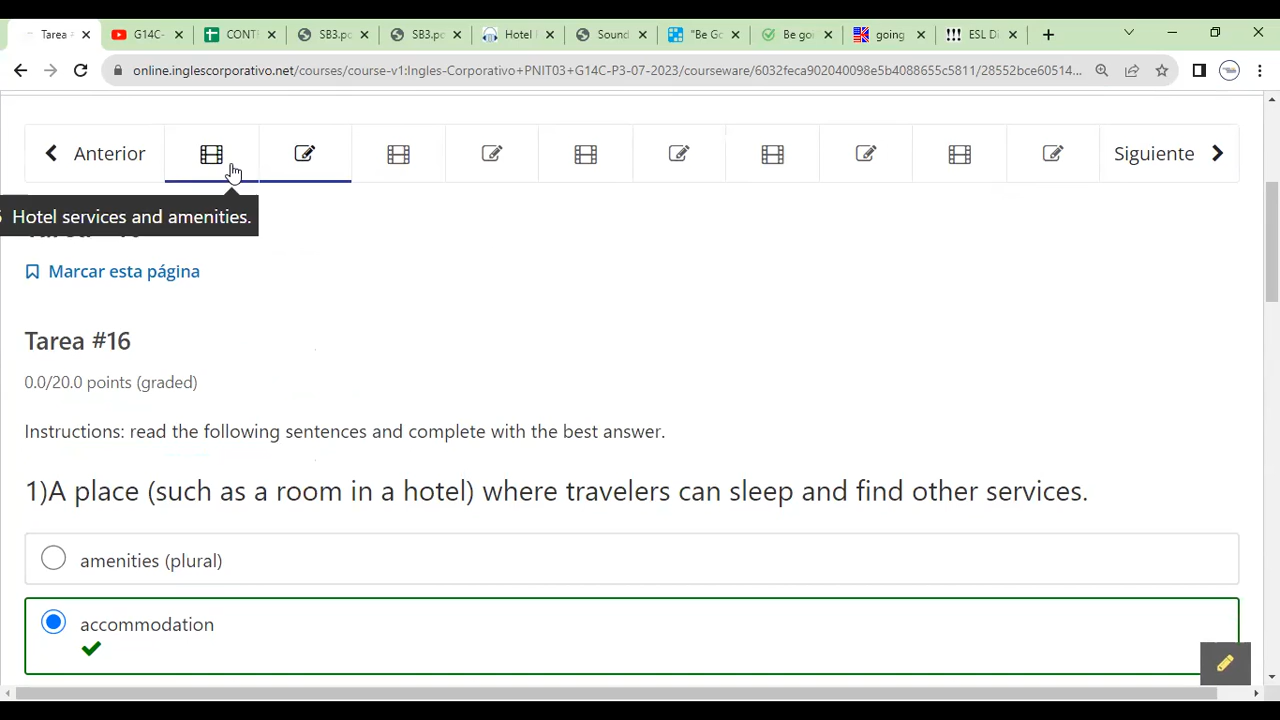 Tarea #
G14C-
CONT
SB3.pc
SB3.pc
Hotel
Sound
"Be Go
Be go
going
ESL Di
online.inglescorporativo.net/courses/course-v1:Ingles-Corporativo+PNIT03+G14C-P3-07-2023/courseware/6032feca902040098e5b4088655c5811/28552bce60514...
Anterior
Siguiente
Hotel services and amenities.
Marcar esta página
Tarea #16
0.0/20.0 points (graded)
Instructions: read the following sentences and complete with the best answer.
1)A place (such as a room in a hotel) where travelers can sleep and find other services.
amenities (plural)
accommodation